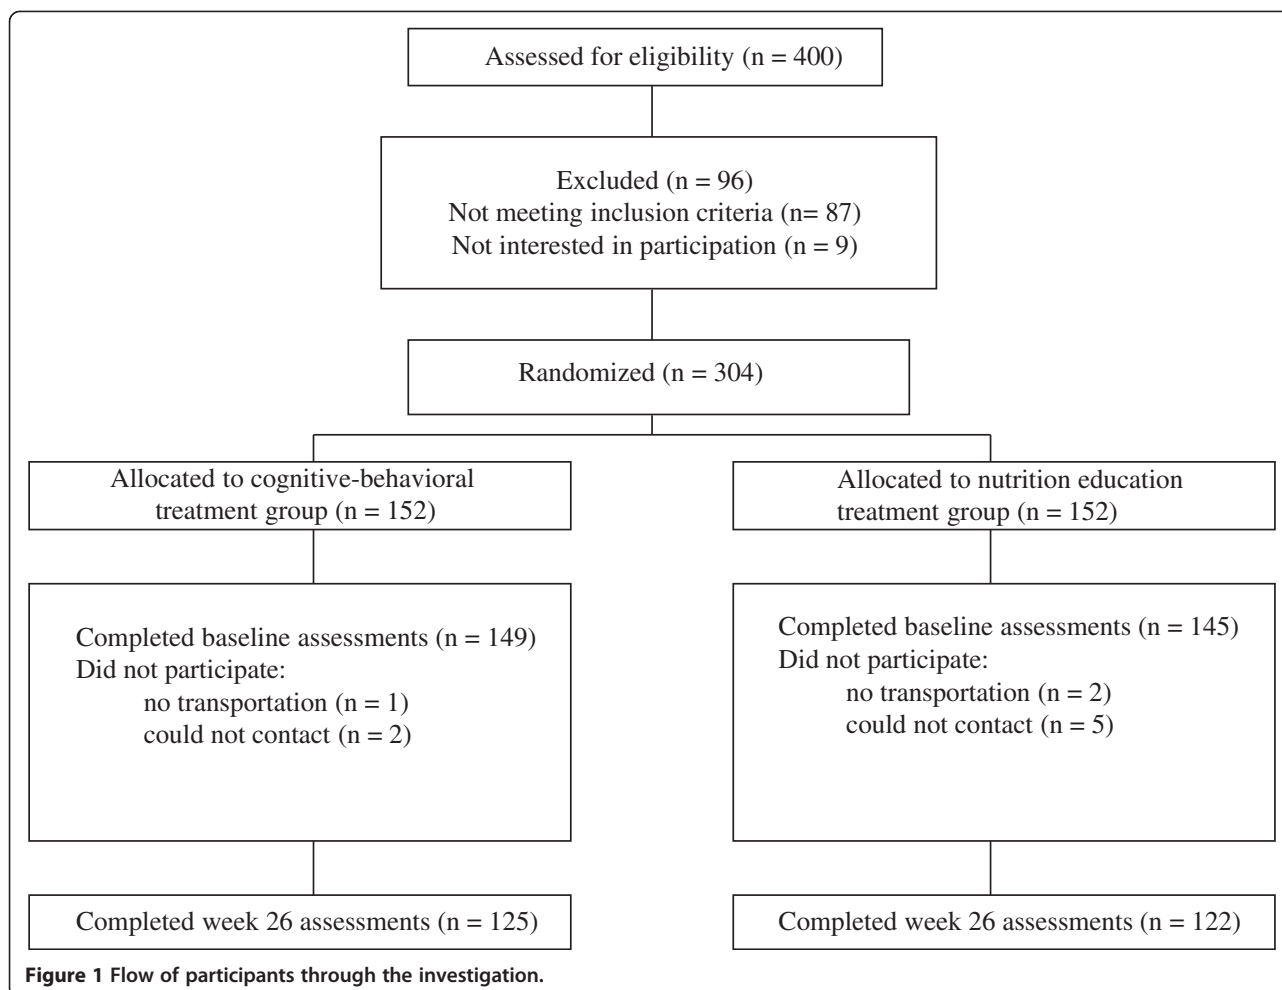 Assessed for eligibility (n = 400)
Excluded (n = 96)
Not meeting inclusion criteria (n= 87)
Not interested in participation (n = 9)
Randomized (n = 304)
Allocated to cognitive-behavioral
treatment group (n = 152)
Allocated to nutrition education
treatment group (n = 152)
Completed baseline assessments (n = 149)
Did not participate:
no transportation (n = 1)
could not contact (n = 2)
Completed baseline assessments (n = 145)
Did not participate:
no transportation (n = 2)
could not contact (n = 5)
Completed week 26 assessments (n = 125)
Completed week 26 assessments (n = 122)
Figure 1 Flow of participants through the investigation.